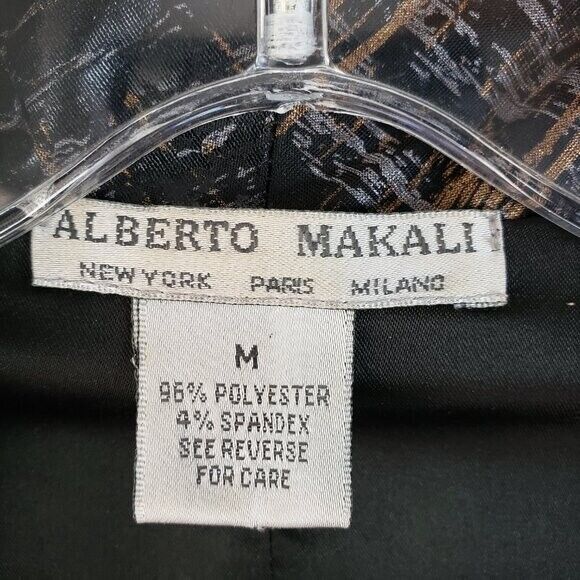 ALBERTO MAKALI
NEW YORK PARIS MILANO
M
96% POLYESTER
4% SPANDEX
SEE REVERSE
FOR CARE